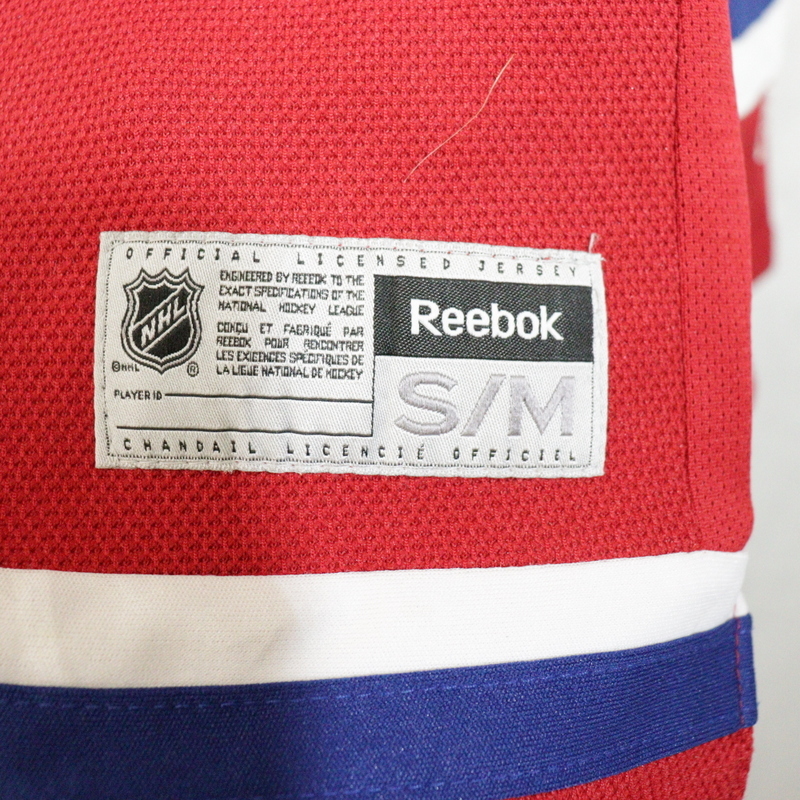 OFFICIAL LICENSED JERSEY
NHL
©NHL
®
ENGINEERED BY REEBOK TO THE
EXACT SPECIFICATIONS OF THE
NATIONAL HOCKEY LEAGUE
CONÇU ET FABRIQUÉ PAR
REEBOK POUR RENCONTRER
LES EXIGENCES SPÉCIFIQUES DE
LA LIGUE NATIONAL DE HOCKEY
PLAYER ID
Reebok
S/M
CHANDAIL LICENCIÉ OFFICIEL